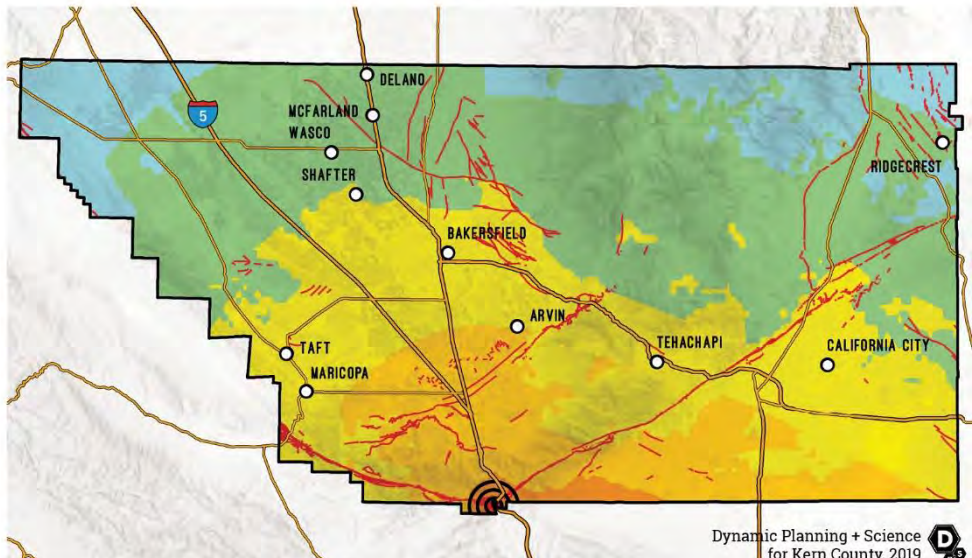 DELANO
MCFARLAND
WASCO
5
SHAFTER
RIDGECREST
BAKERSFIELD
ARVIN
TAFT
TEHACHAPI
CALIFORNIA CITY
MARICOPA
Dynamic Planning + Science
for Kern County, 2019